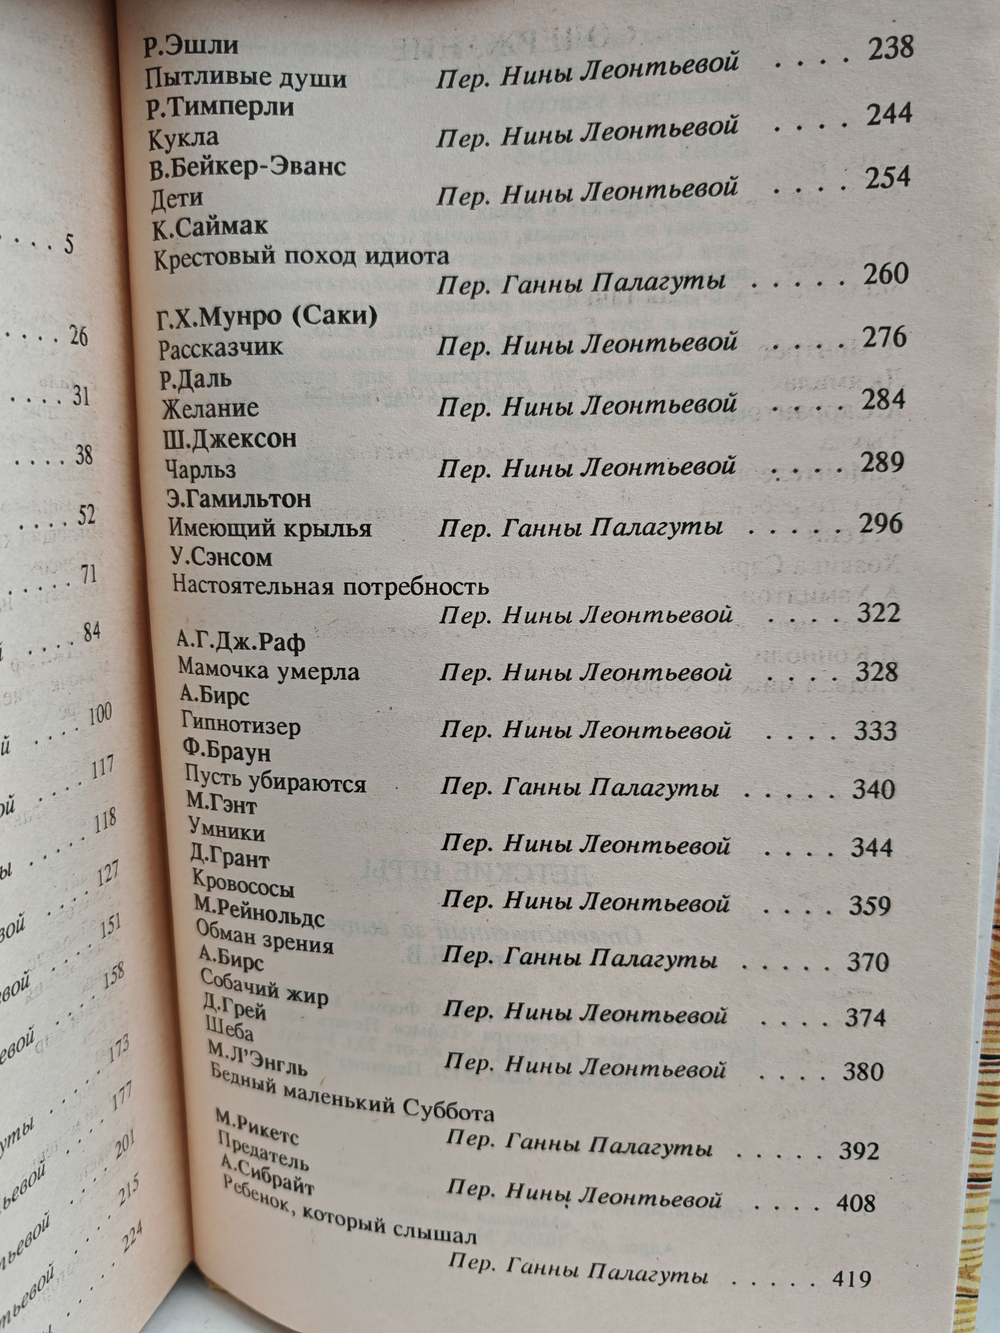 5
26
31
38
52
71
84
100
117
118
127
151
158
173
177
201
215
224
Р.Эшли
Пытливые души Пер. Нины Леонтьевой . . . . 238
Р.Тимперли
Кукла Пер. Нины Леонтьевой . . . . 244
В.Бейкер-Эванс
Дети Пер. Нины Леонтьевой . . . . 254
К.Саймак
Крестовый поход идиота
Пер. Ганны Палагуты . . . . . 260
Г.Х.Мунро (Саки)
Рассказчик Пер. Нины Леонтьевой . . . . 276
Р.Даль
Желание Пер. Нины Леонтьевой . . . . 284
Ш.Джексон
Чарльз Пер. Нины Леонтьевой . . . . 289
Э.Гамильтон
Имеющий крылья Пер. Ганны Палагуты . . . . . 296
У.Сэнсом
Настоятельная потребность
Пер. Нины Леонтьевой . . . . 322
А.Г.Дж.Раф
Мамочка умерла Пер. Нины Леонтьевой . . . . 328
А.Бирс
Гипнотизер Пер. Нины Леонтьевой . . . . 333
Ф.Браун
Пусть убираются Пер. Ганны Палагуты . . . . . 340
М.Гэнт
Умники Пер. Нины Леонтьевой . . . . 344
Д.Грант
Кровососы Пер. Нины Леонтьевой . . . . 359
М.Рейнольдс
Обман зрения Пер. Ганны Палагуты . . . . . 370
А.Бирс
Собачий жир Пер. Нины Леонтьевой . . . . 374
Д.Грей
Шеба Пер. Нины Леонтьевой . . . . 380
М.Л'Энгль
Бедный маленький Суббота
Пер. Ганны Палагуты . . . . . 392
М.Рикетс
Предатель Пер. Нины Леонтьевой . . . . 408
А.Сибрайт
Ребенок, который слышал
Пер. Ганны Палагуты . . . . . 419